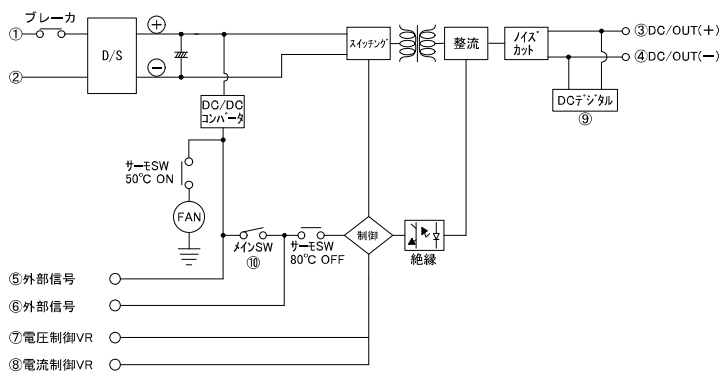 ブレーカ
①
②
D/S
+
−
DC/DC
コンバータ
スイッチング
整流
ノイズ
カット
③DC/OUT(+)
④DC/OUT(−)
DCデジタル
⑨
サーモSW
50℃ ON
FAN
メインSW
⑩
サーモSW
80℃ OFF
制御
絶縁
⑤外部信号
⑥外部信号
⑦電圧制御VR
⑧電流制御VR